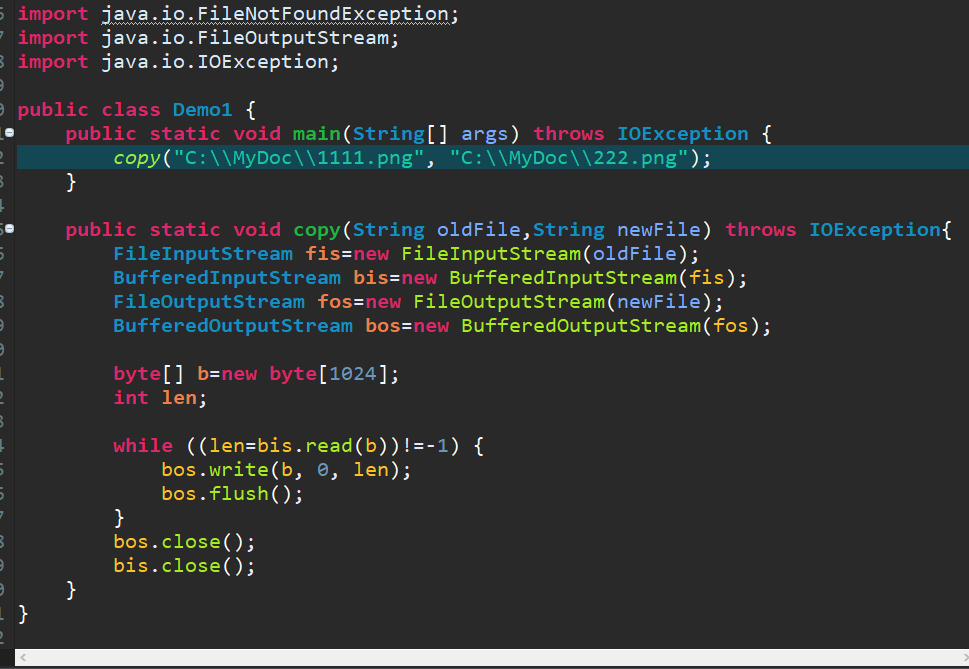 import java.io.FileNotFoundException;
import java.io.FileOutputStream;
import java.io.IOException;
public class Demo1 {
public static void main(String[] args) throws IOException {
copy("C:\\MyDoc\\1111.png", "C:\\MyDoc\\222.png");
}
public static void copy(String oldFile,String newFile) throws IOException{
FileInputStream fis=new FileInputStream(oldFile);
BufferedInputStream bis=new BufferedInputStream(fis);
FileOutputStream fos=new FileOutputStream(newFile);
BufferedOutputStream bos=new BufferedOutputStream(fos);
byte[] b=new byte[1024];
int len;
while ((len=bis.read(b))!=-1) {
bos.write(b, 0, len);
bos.flush();
}
bos.close();
bis.close();
}
}